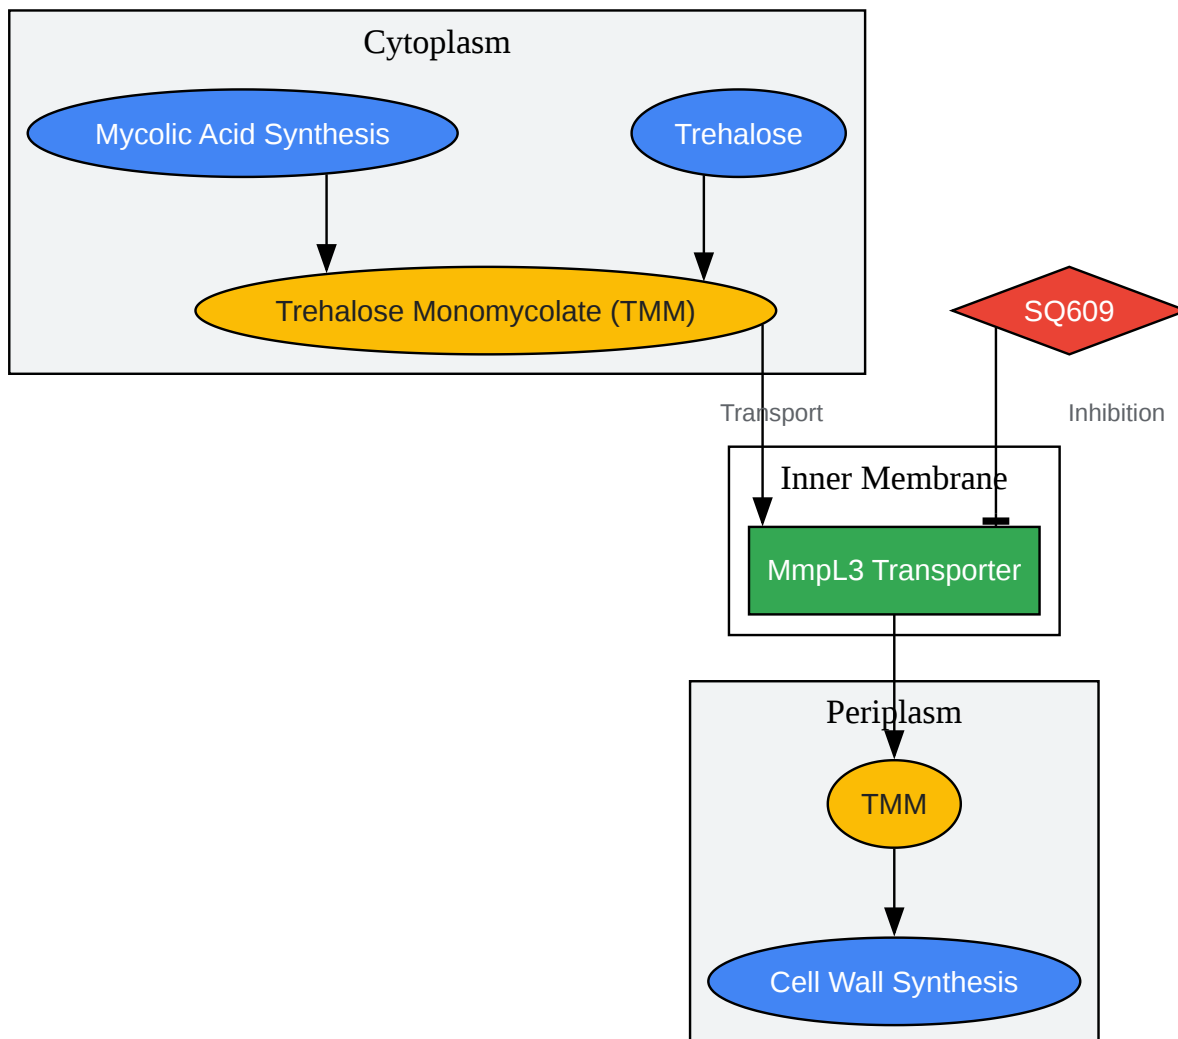 Cytoplasm
Mycolic Acid Synthesis
Trehalose
Trehalose Monomycolate (TMM)
SQ609
Transport
Inhibition
Inner Membrane
MmpL3 Transporter
Periplasm
TMM
Cell Wall Synthesis